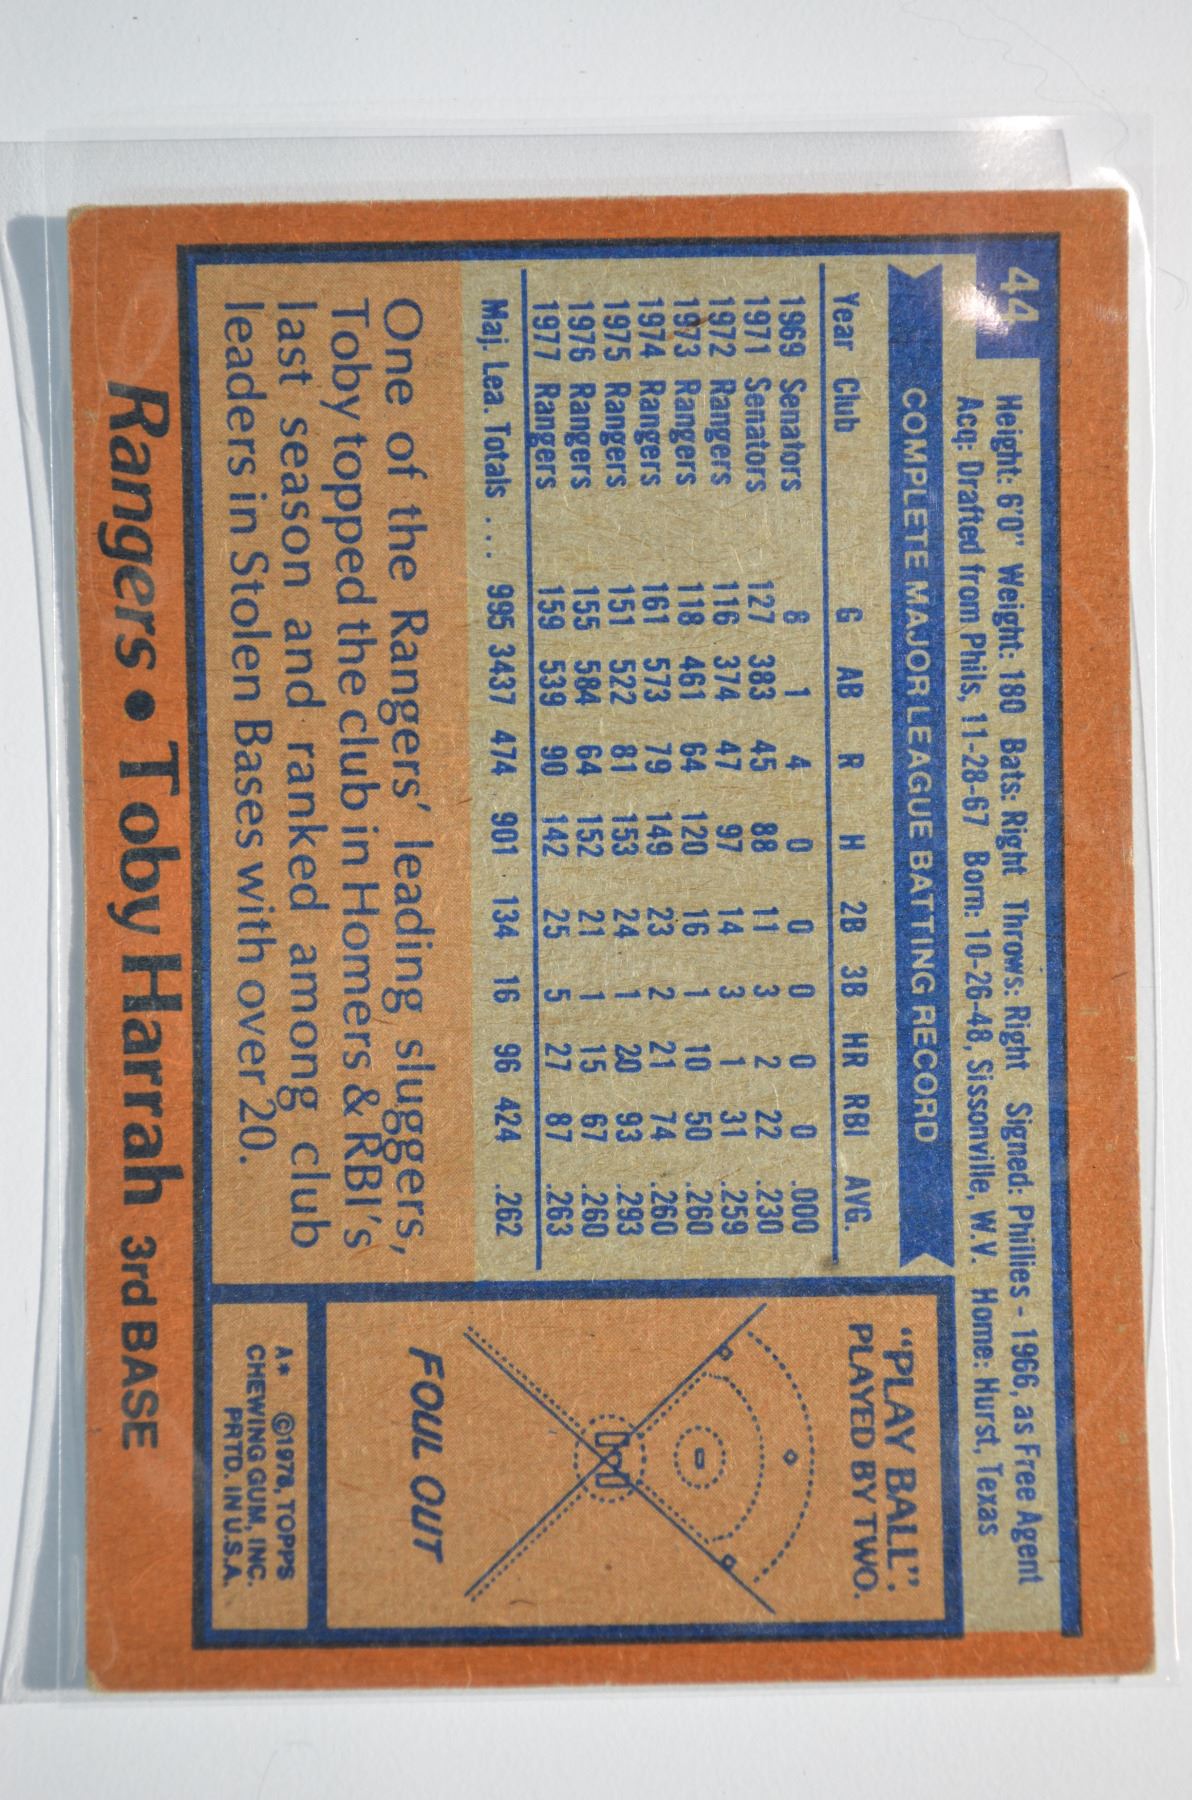 44
Height: 6'0" Weight: 180 Bats: Right Throws: Right Signed: Phillies - 1966, as Free Agent
Acq: Drafted from Phils, 11-28-67 Born: 10-26-48, Sissonville, W.V. Home: Hurst, Texas
COMPLETE MAJOR LEAGUE BATTING RECORD
Year Club G AB R H 2B 3B HR RBI AVG.
1969 Senators 8 1 4 0 0 0 0 0 .000
1971 Senators 127 383 45 88 11 3 2 22 .230
1972 Rangers 116 374 47 97 14 3 1 31 .259
1973 Rangers 118 461 64 120 16 1 10 50 .260
1974 Rangers 161 573 79 149 23 2 21 74 .260
1975 Rangers 151 522 81 153 24 1 20 93 .293
1976 Rangers 155 584 64 152 21 1 15 67 .260
1977 Rangers 159 539 90 142 25 5 27 87 .263
Maj. Lea. Totals . . . 995 3437 474 901 134 16 96 424 .262
One of the Rangers' leading sluggers,
Toby topped the club in Homers & RBI's
last season and ranked among club
leaders in Stolen Bases with over 20.
"PLAY BALL":
PLAYED BY TWO.
FOUL OUT
A* ©1978, TOPPS
CHEWING GUM, INC.
PRTD. IN U.S.A.
Rangers • Toby Harrah 3rd BASE